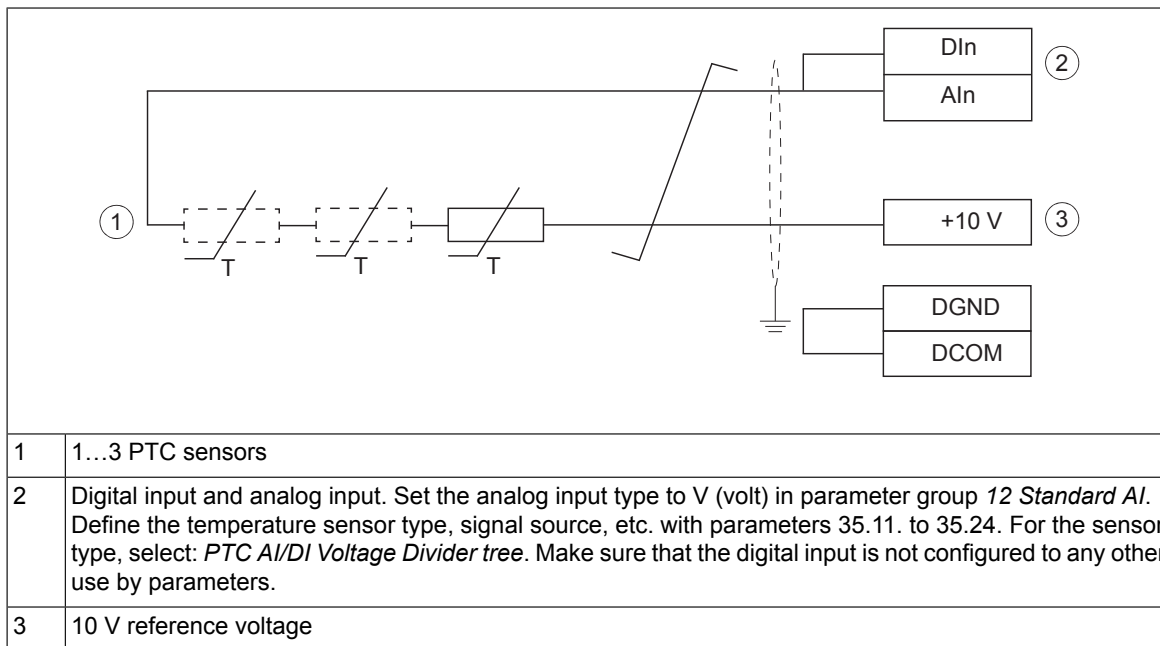 DIn
2
AIn
1
T
T
T
+10 V
3
DGND
DCOM
1 1…3 PTC sensors
2 Digital input and analog input. Set the analog input type to V (volt) in parameter group 12 Standard AI.
Define the temperature sensor type, signal source, etc. with parameters 35.11. to 35.24. For the sensor
type, select: PTC AI/DI Voltage Divider tree. Make sure that the digital input is not configured to any other
use by parameters.
3 10 V reference voltage